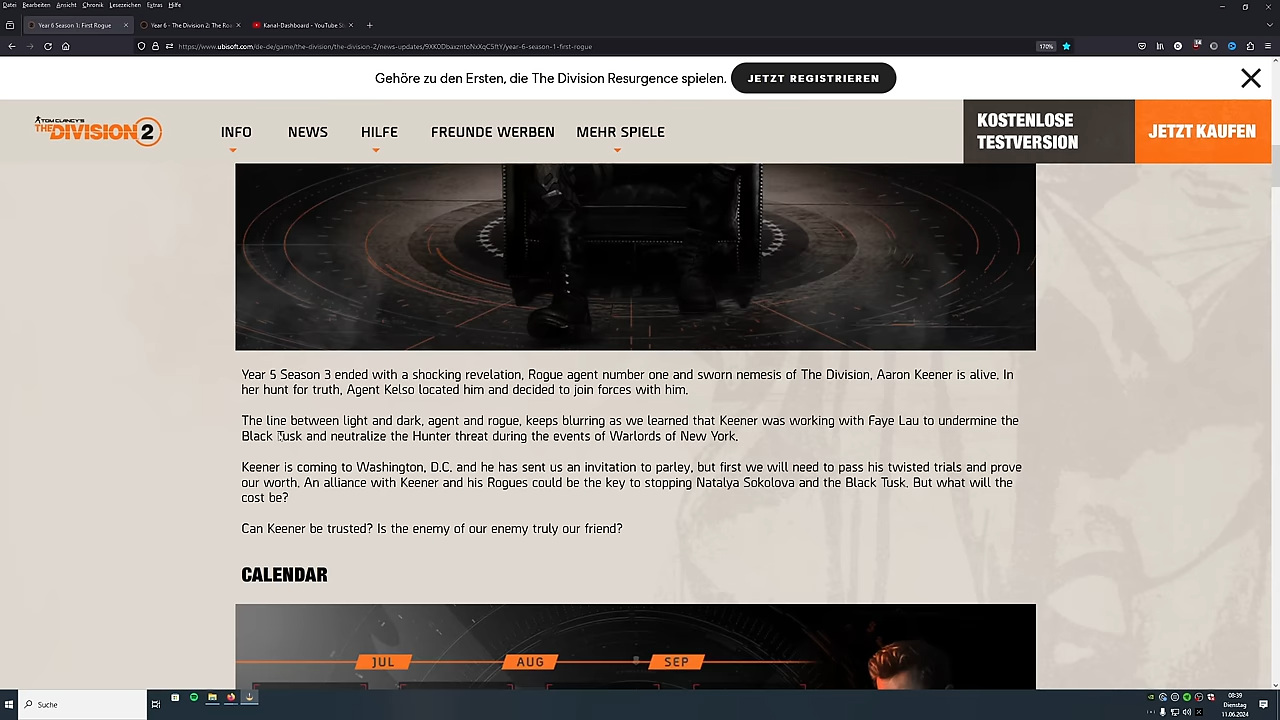 Datei Bearbeiten Ansicht Chronik Lesezeichen Extras Hilfe
Year 6 Season 1: First Rogue
Year 6 - The Division 2: The Ro
Kanal-Dashboard - YouTube St
https://www.ubisoft.com/de-de/game/the-division/the-division-2/news-updates/9XK0DbaxzntoNxXqC5ftY/year-6-season-1-first-rogue
170%
Gehöre zu den Ersten, die The Division Resurgence spielen. JETZT REGISTRIEREN
TOM CLANCY'S
THE DIVISION 2
INFO NEWS HILFE FREUNDE WERBEN MEHR SPIELE
KOSTENLOSE
TESTVERSION
JETZT KAUFEN
Year 5 Season 3 ended with a shocking revelation, Rogue agent number one and sworn nemesis of The Division, Aaron Keener is alive. In
her hunt for truth, Agent Kelso located him and decided to join forces with him.
The line between light and dark, agent and rogue, keeps blurring as we learned that Keener was working with Faye Lau to undermine the
Black Tusk and neutralize the Hunter threat during the events of Warlords of New York.
Keener is coming to Washington, D.C. and he has sent us an invitation to parley, but first we will need to pass his twisted trials and prove
our worth. An alliance with Keener and his Rogues could be the key to stopping Natalya Sokolova and the Black Tusk. But what will the
cost be?
Can Keener be trusted? Is the enemy of our enemy truly our friend?
CALENDAR
JUL AUG SEP
Suche
08:39
Dienstag
11.06.2024